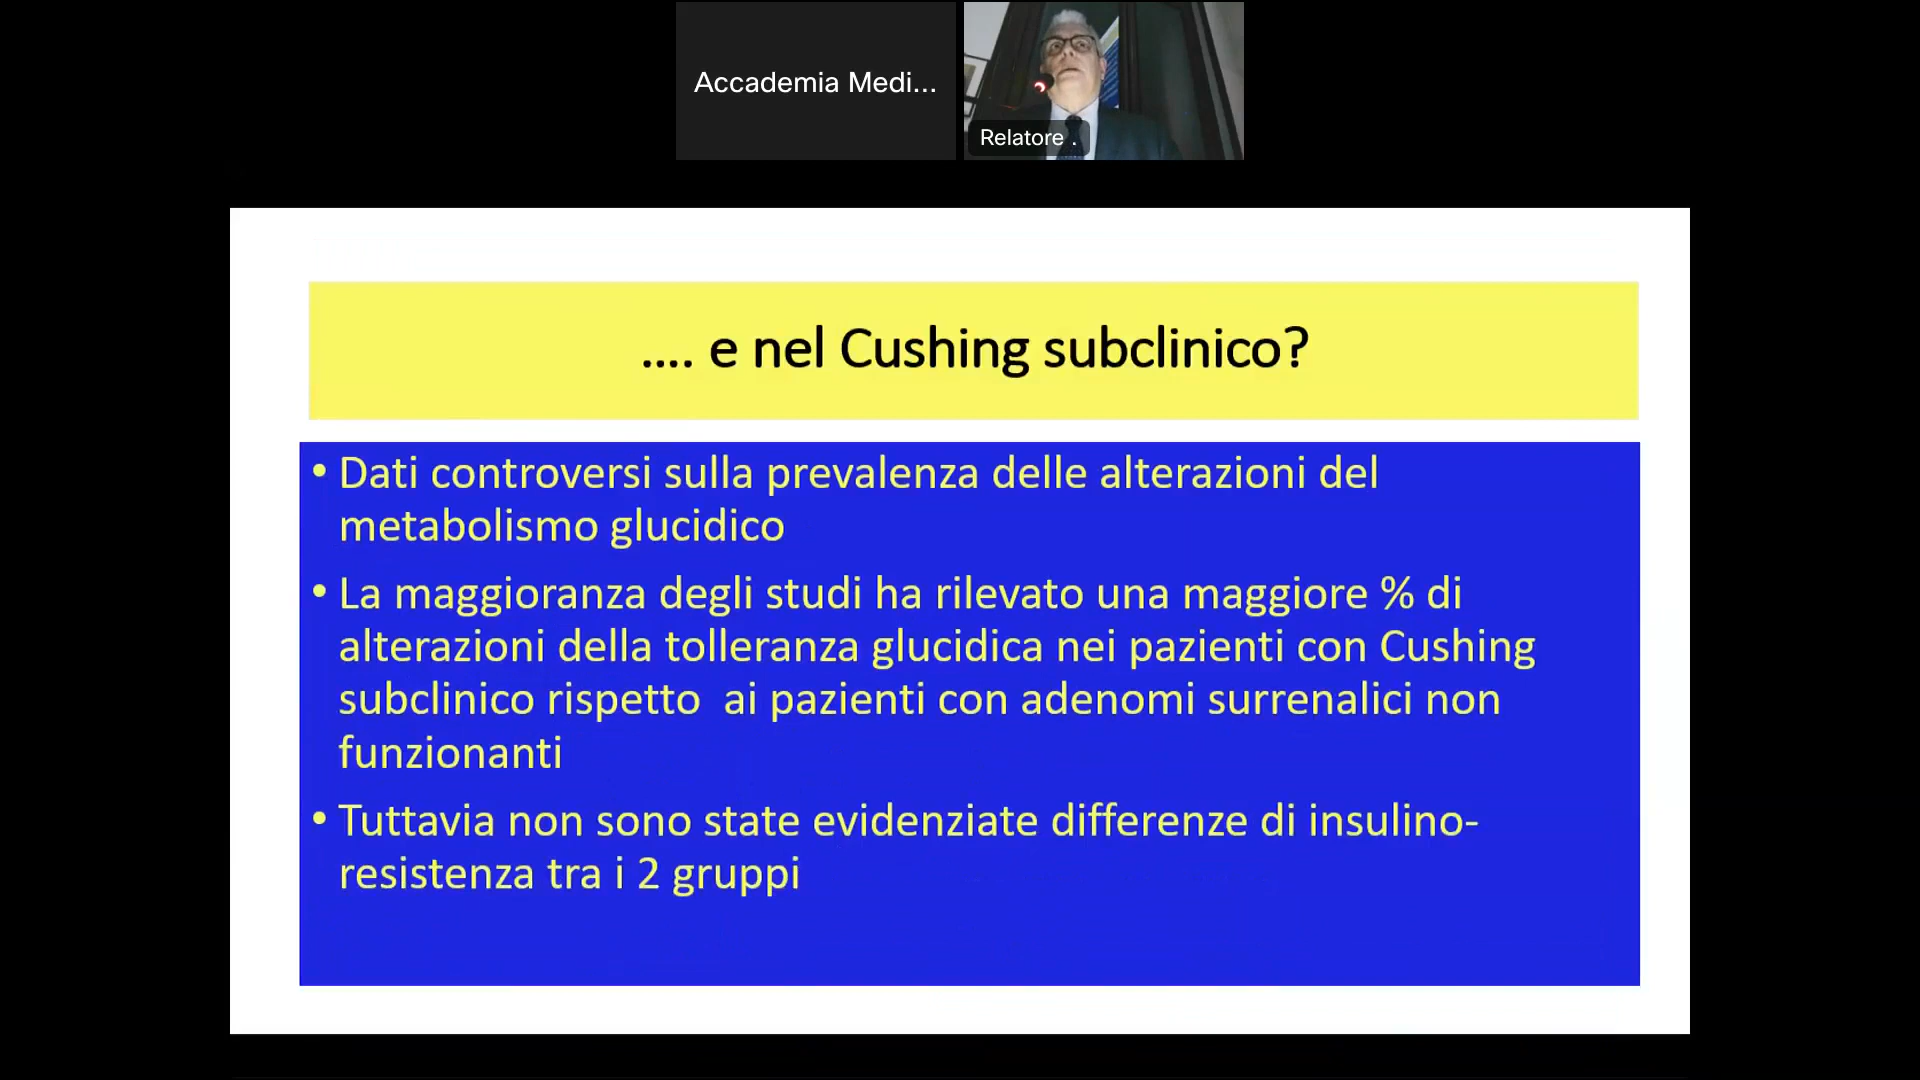 Accademia Medi...
Relatore .
.... e nel Cushing subclinico?
• Dati controversi sulla prevalenza delle alterazioni del
metabolismo glucidico
• La maggioranza degli studi ha rilevato una maggiore % di
alterazioni della tolleranza glucidica nei pazienti con Cushing
subclinico rispetto  ai pazienti con adenomi surrenalici non
funzionanti
• Tuttavia non sono state evidenziate differenze di insulino-
resistenza tra i 2 gruppi